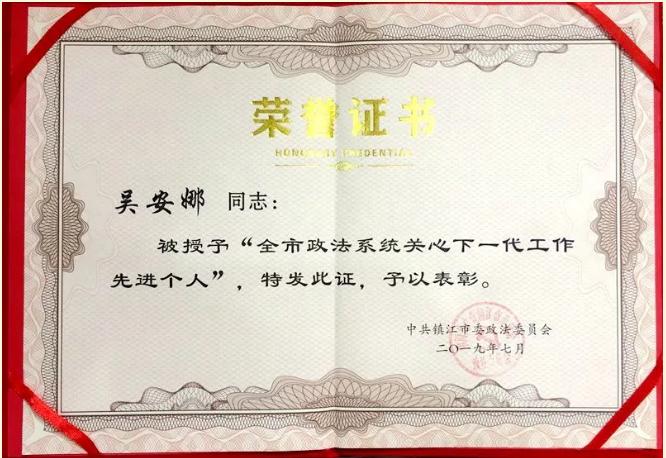 荣誉证书
HONORARY CREDENTIAL
吴安娜 同志：
被授予“全市政法系统关心下一代工作
先进个人”，特发此证，予以表彰。
中共镇江市委政法委员会
二〇一九年七月